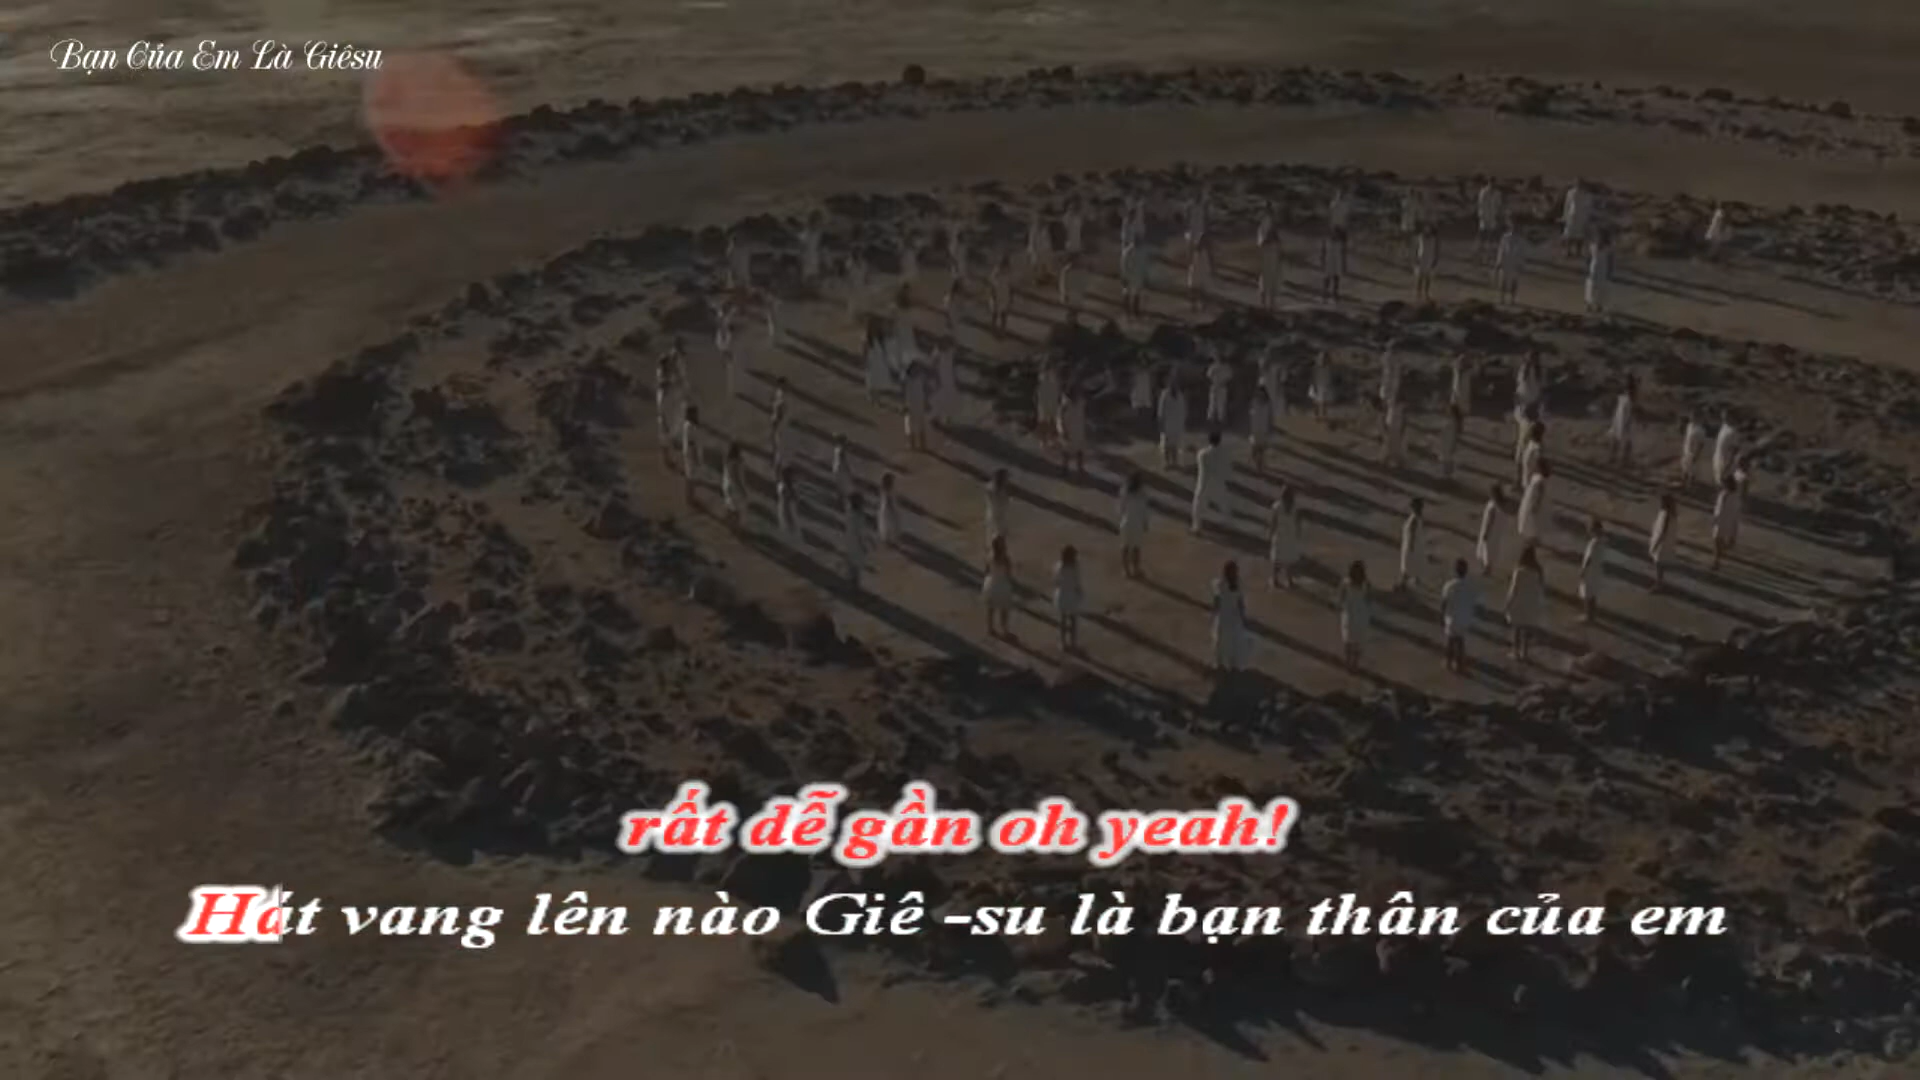 Bạn Của Em Là Giêsu
rất dễ gần oh yeah!
Hát vang lên nào Giê -su là bạn thân của em